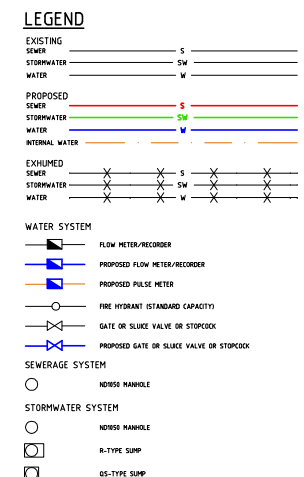 LEGEND
EXISTING
SEWER S
STORMWATER SW
WATER W
PROPOSED
SEWER S
STORMWATER SW
WATER W
INTERNAL WATER
EXHUMED
SEWER S
STORMWATER SW
WATER W
WATER SYSTEM
FLOW METER/RECORDER
PROPOSED FLOW METER/RECORDER
PROPOSED PULSE METER
FIRE HYDRANT (STANDARD CAPACITY)
GATE OR SLUICE VALVE OR STOPCOCK
PROPOSED GATE OR SLUICE VALVE OR STOPCOCK
SEWERAGE SYSTEM
ND1050 MANHOLE
STORMWATER SYSTEM
ND1050 MANHOLE
R-TYPE SUMP
QS-TYPE SUMP